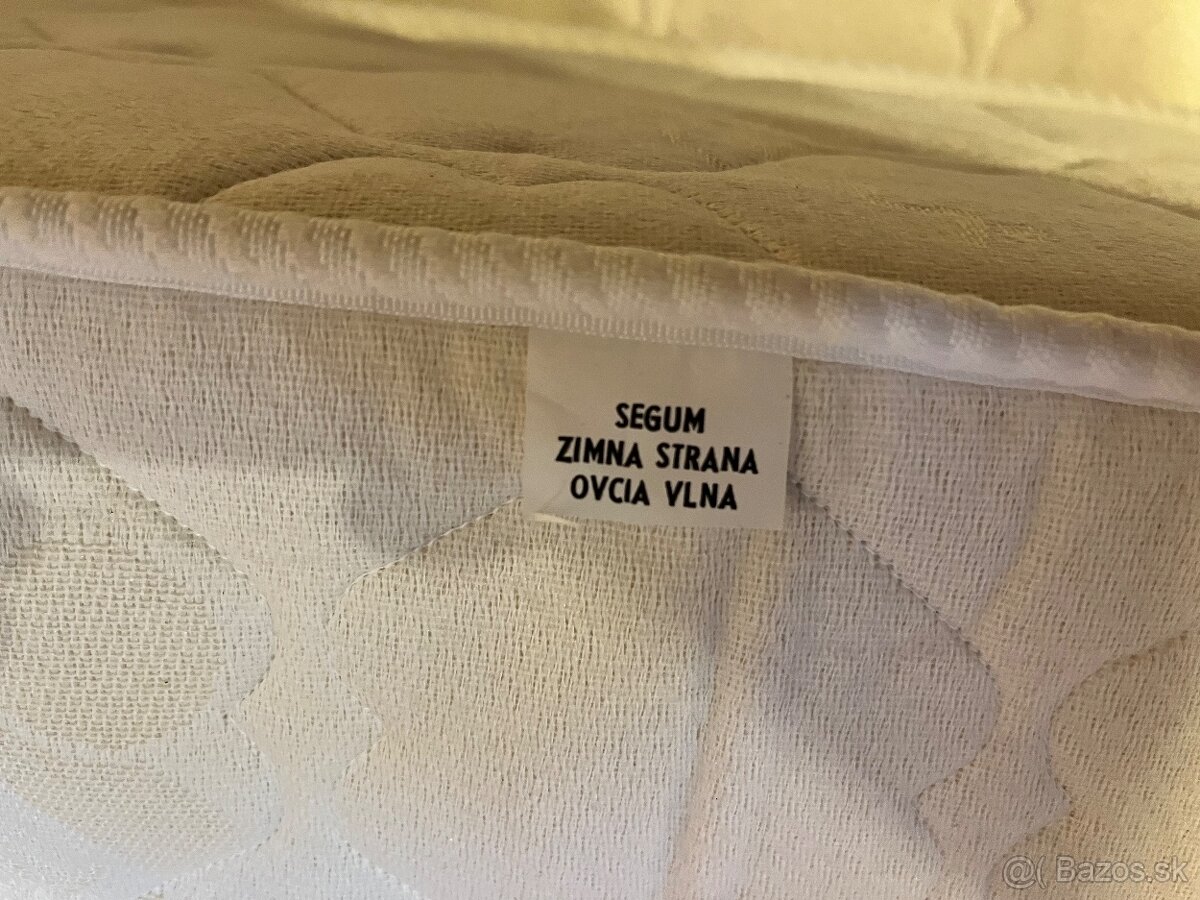 SEGUM
ZIMNA STRANA
OVCIA VLNA
@( Bazos.sk